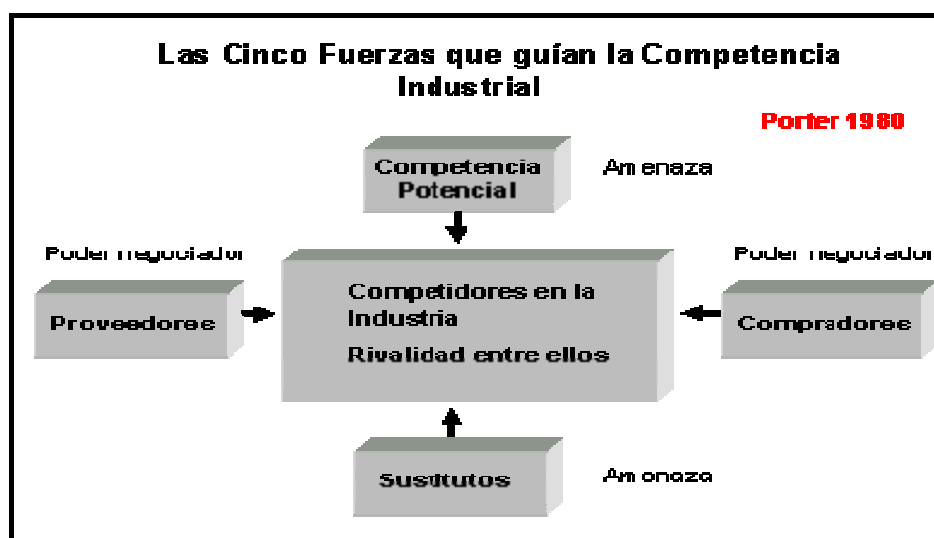 Las Cinco Fuerzas que guían la Competencia
Industrial
Porter 1980
Competencia
Potencial
Amenaza
Poder negociador
Poder negociador
Proveedores
Competidores en la
Industria
Rivalidad entre ellos
Compradores
Sustitutos
Amenaza